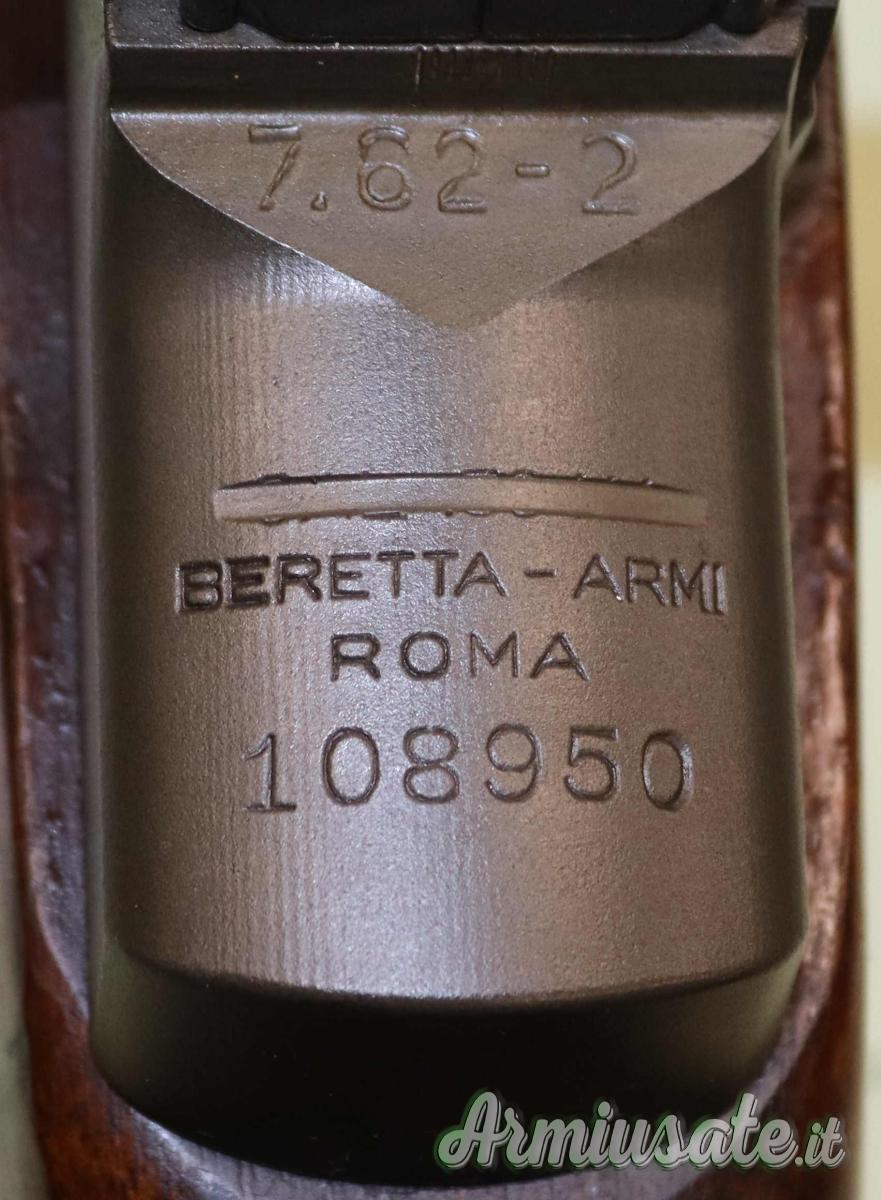 7.62-2
BERETTA - ARMI
ROMA
108950
Armiusate.it